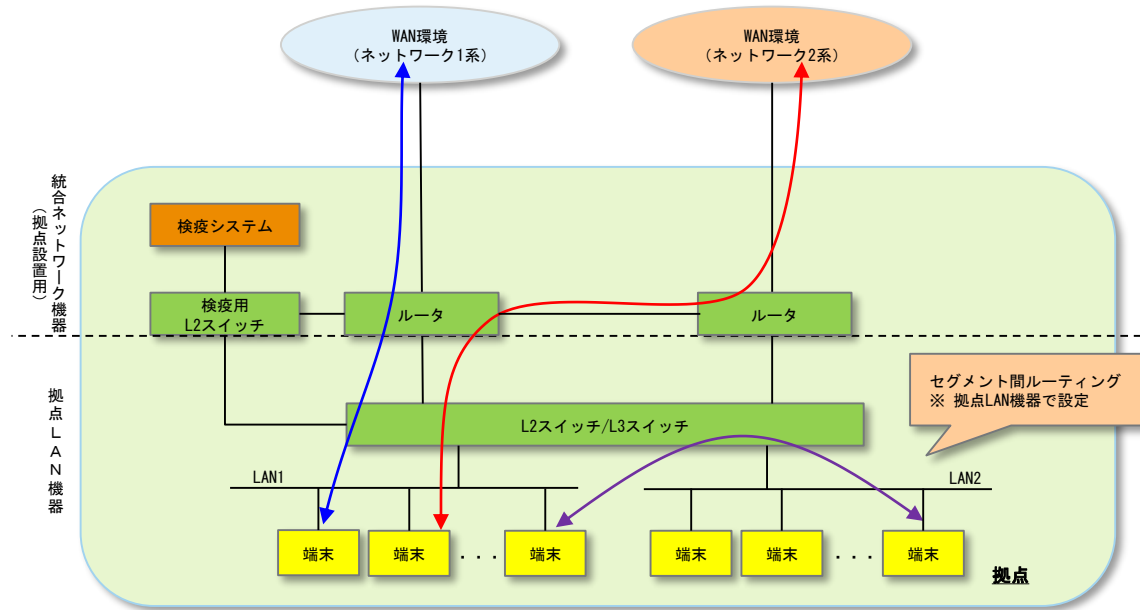 WAN環境
（ネットワーク1系）
WAN環境
（ネットワーク2系）
統合ネットワーク機器
（拠点設置用）
検疫システム
検疫用
L2スイッチ
ルータ
ルータ
拠点LAN機器
セグメント間ルーティング
※ 拠点LAN機器で設定
L2スイッチ/L3スイッチ
LAN1
LAN2
端末
端末
...
端末
端末
端末
...
端末
拠点